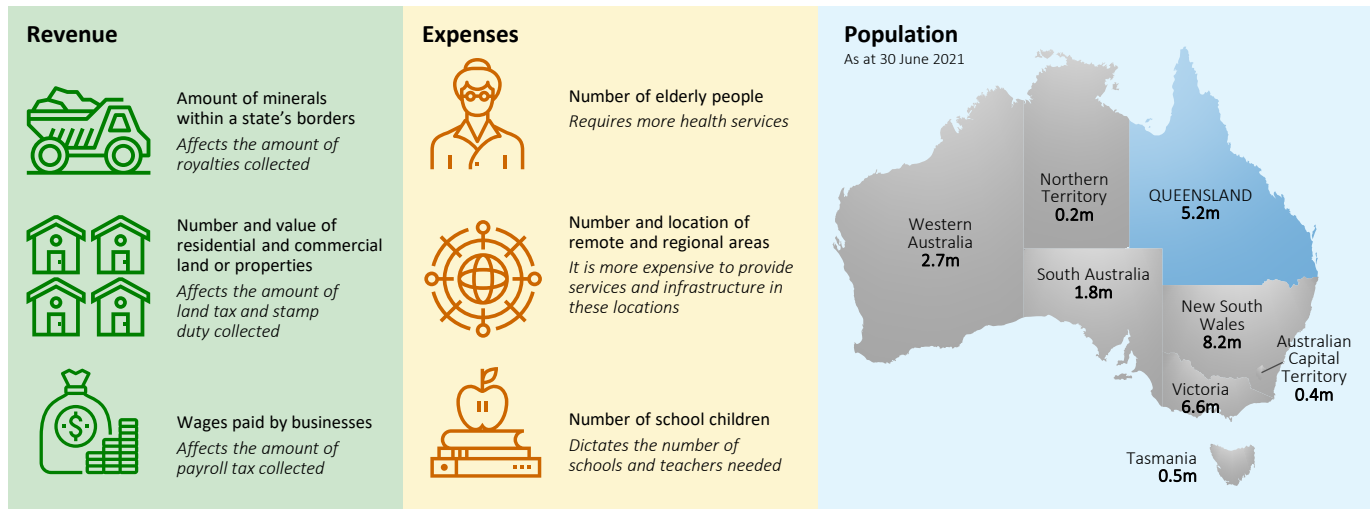 Revenue
Amount of minerals
within a state's borders
Affects the amount of
royalties collected
Number and value of
residential and commercial
land or properties
Affects the amount of
land tax and stamp
duty collected
$
Wages paid by businesses
Affects the amount of
payroll tax collected
Expenses
Number of elderly people
Requires more health services
Number and location of
remote and regional areas
It is more expensive to provide
services and infrastructure in
these locations
Number of school children
Dictates the number of
schools and teachers needed
Population
As at 30 June 2021
Western
Australia
2.7m
Northern
Territory
0.2m
QUEENSLAND
5.2m
South Australia
1.8m
New South
Wales
8.2m
Australian
Capital
Territory
0.4m
Victoria
6.6m
Tasmania
0.5m